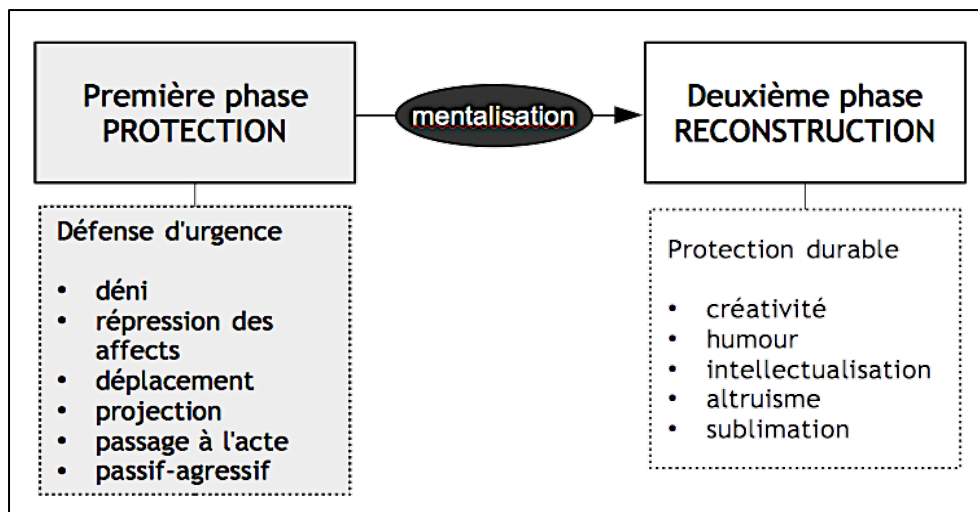 Première phase
PROTECTION
mentalisation
Deuxième phase
RECONSTRUCTION
Défense d'urgence
• déni
• répression des
affects
• déplacement
• projection
• passage à l'acte
• passif-agressif
Protection durable
• créativité
• humour
• intellectualisation
• altruisme
• sublimation